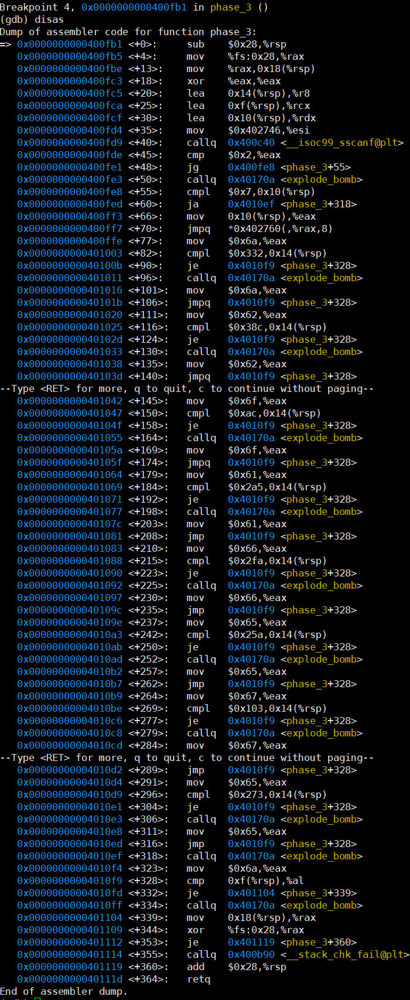 Breakpoint 4, 0x0000000000400fb1 in phase_3 ()
(gdb) disas
Dump of assembler code for function phase_3:
=> 0x0000000000400fb1 <+0>:     sub    $0x28,%rsp
   0x0000000000400fb5 <+4>:     mov    %fs:0x28,%rax
   0x0000000000400fbe <+13>:    mov    %rax,0x18(%rsp)
   0x0000000000400fc3 <+18>:    xor    %eax,%eax
   0x0000000000400fc5 <+20>:    lea    0x14(%rsp),%r8
   0x0000000000400fca <+25>:    lea    0xf(%rsp),%rcx
   0x0000000000400fcf <+30>:    lea    0x10(%rsp),%rdx
   0x0000000000400fd4 <+35>:    mov    $0x402746,%esi
   0x0000000000400fd9 <+40>:    callq  0x400c40 <__isoc99_sscanf@plt>
   0x0000000000400fde <+45>:    cmp    $0x2,%eax
   0x0000000000400fe1 <+48>:    jg     0x400fe8 <phase_3+55>
   0x0000000000400fe3 <+50>:    callq  0x40170a <explode_bomb>
   0x0000000000400fe8 <+55>:    cmpl   $0x7,0x10(%rsp)
   0x0000000000400fed <+60>:    ja     0x4010ef <phase_3+318>
   0x0000000000400ff3 <+66>:    mov    0x10(%rsp),%eax
   0x0000000000400ff7 <+70>:    jmpq   *0x402760(,%rax,8)
   0x0000000000400ffe <+77>:    mov    $0x6a,%eax
   0x0000000000401003 <+82>:    cmpl   $0x332,0x14(%rsp)
   0x000000000040100b <+90>:    je     0x4010f9 <phase_3+328>
   0x0000000000401011 <+96>:    callq  0x40170a <explode_bomb>
   0x0000000000401016 <+101>:   mov    $0x6a,%eax
   0x000000000040101b <+106>:   jmpq   0x4010f9 <phase_3+328>
   0x0000000000401020 <+111>:   mov    $0x62,%eax
   0x0000000000401025 <+116>:   cmpl   $0x38c,0x14(%rsp)
   0x000000000040102d <+124>:   je     0x4010f9 <phase_3+328>
   0x0000000000401033 <+130>:   callq  0x40170a <explode_bomb>
   0x0000000000401038 <+135>:   mov    $0x62,%eax
   0x000000000040103d <+140>:   jmpq   0x4010f9 <phase_3+328>
--Type <RET> for more, q to quit, c to continue without paging--
   0x0000000000401042 <+145>:   mov    $0x6f,%eax
   0x0000000000401047 <+150>:   cmpl   $0xac,0x14(%rsp)
   0x000000000040104f <+158>:   je     0x4010f9 <phase_3+328>
   0x0000000000401055 <+164>:   callq  0x40170a <explode_bomb>
   0x000000000040105a <+169>:   mov    $0x6f,%eax
   0x000000000040105f <+174>:   jmpq   0x4010f9 <phase_3+328>
   0x0000000000401064 <+179>:   mov    $0x61,%eax
   0x0000000000401069 <+184>:   cmpl   $0x2a5,0x14(%rsp)
   0x0000000000401071 <+192>:   je     0x4010f9 <phase_3+328>
   0x0000000000401077 <+198>:   callq  0x40170a <explode_bomb>
   0x000000000040107c <+203>:   mov    $0x61,%eax
   0x0000000000401081 <+208>:   jmp    0x4010f9 <phase_3+328>
   0x0000000000401083 <+210>:   mov    $0x66,%eax
   0x0000000000401088 <+215>:   cmpl   $0x2fa,0x14(%rsp)
   0x0000000000401090 <+223>:   je     0x4010f9 <phase_3+328>
   0x0000000000401092 <+225>:   callq  0x40170a <explode_bomb>
   0x0000000000401097 <+230>:   mov    $0x66,%eax
   0x000000000040109c <+235>:   jmp    0x4010f9 <phase_3+328>
   0x000000000040109e <+237>:   mov    $0x65,%eax
   0x00000000004010a3 <+242>:   cmpl   $0x25a,0x14(%rsp)
   0x00000000004010ab <+250>:   je     0x4010f9 <phase_3+328>
   0x00000000004010ad <+252>:   callq  0x40170a <explode_bomb>
   0x00000000004010b2 <+257>:   mov    $0x65,%eax
   0x00000000004010b7 <+262>:   jmp    0x4010f9 <phase_3+328>
   0x00000000004010b9 <+264>:   mov    $0x67,%eax
   0x00000000004010be <+269>:   cmpl   $0x103,0x14(%rsp)
   0x00000000004010c6 <+277>:   je     0x4010f9 <phase_3+328>
   0x00000000004010c8 <+279>:   callq  0x40170a <explode_bomb>
   0x00000000004010cd <+284>:   mov    $0x67,%eax
--Type <RET> for more, q to quit, c to continue without paging--
   0x00000000004010d2 <+289>:   jmp    0x4010f9 <phase_3+328>
   0x00000000004010d4 <+291>:   mov    $0x65,%eax
   0x00000000004010d9 <+296>:   cmpl   $0x273,0x14(%rsp)
   0x00000000004010e1 <+304>:   je     0x4010f9 <phase_3+328>
   0x00000000004010e3 <+306>:   callq  0x40170a <explode_bomb>
   0x00000000004010e8 <+311>:   mov    $0x65,%eax
   0x00000000004010ed <+316>:   jmp    0x4010f9 <phase_3+328>
   0x00000000004010ef <+318>:   callq  0x40170a <explode_bomb>
   0x00000000004010f4 <+323>:   mov    $0x6a,%eax
   0x00000000004010f9 <+328>:   cmp    0xf(%rsp),%al
   0x00000000004010fd <+332>:   je     0x401104 <phase_3+339>
   0x00000000004010ff <+334>:   callq  0x40170a <explode_bomb>
   0x0000000000401104 <+339>:   mov    0x18(%rsp),%rax
   0x0000000000401109 <+344>:   xor    %fs:0x28,%rax
   0x0000000000401112 <+353>:   je     0x401119 <phase_3+360>
   0x0000000000401114 <+355>:   callq  0x400b90 <__stack_chk_fail@plt>
   0x0000000000401119 <+360>:   add    $0x28,%rsp
   0x000000000040111d <+364>:   retq
End of assembler dump.